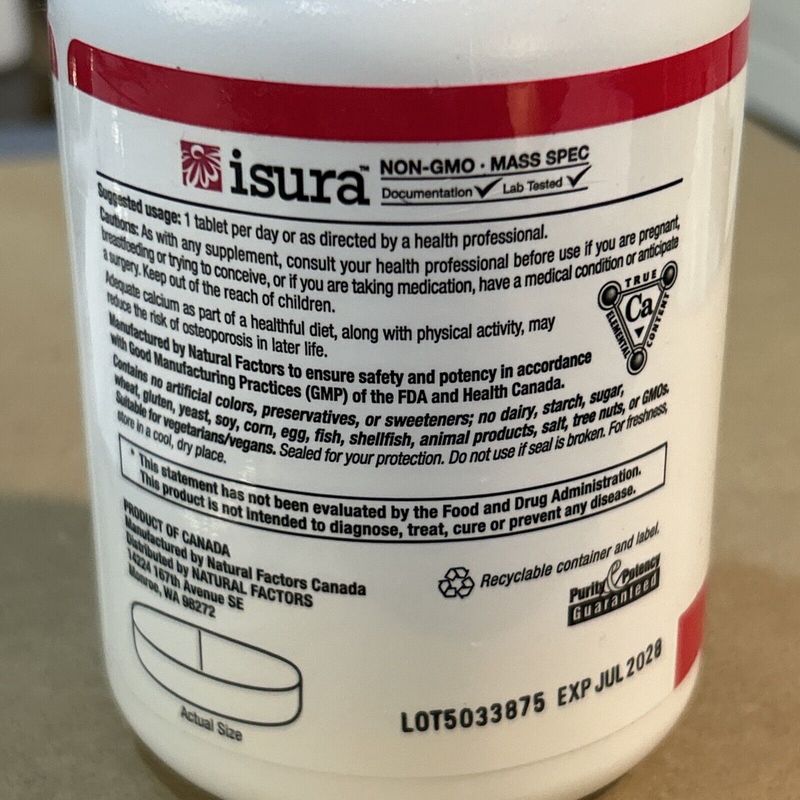 isura™ NON-GMO · MASS SPEC
Documentation ✓ Lab Tested ✓
Suggested usage: 1 tablet per day or as directed by a health professional.
Cautions: As with any supplement, consult your health professional before use if you are pregnant,
breastfeeding or trying to conceive, or if you are taking medication, have a medical condition or anticipate
a surgery. Keep out of the reach of children.
Adequate calcium as part of a healthful diet, along with physical activity, may
reduce the risk of osteoporosis in later life.
TRUE
Ca
ELEMENTAL
CONTENT
Manufactured by Natural Factors to ensure safety and potency in accordance
with Good Manufacturing Practices (GMP) of the FDA and Health Canada.
Contains no artificial colors, preservatives, or sweeteners; no dairy, starch, sugar,
wheat, gluten, yeast, soy, corn, egg, fish, shellfish, animal products, salt, tree nuts, or GMOs.
Suitable for vegetarians/vegans. Sealed for your protection. Do not use if seal is broken. For freshness,
store in a cool, dry place.
* This statement has not been evaluated by the Food and Drug Administration.
This product is not intended to diagnose, treat, cure or prevent any disease.
PRODUCT OF CANADA
Manufactured by Natural Factors Canada
Distributed by NATURAL FACTORS
14224 167th Avenue SE
Monroe, WA 98272
Recyclable container and label.
Purity & Potency
Guaranteed
Actual Size
LOT5033875 EXP JUL 2028